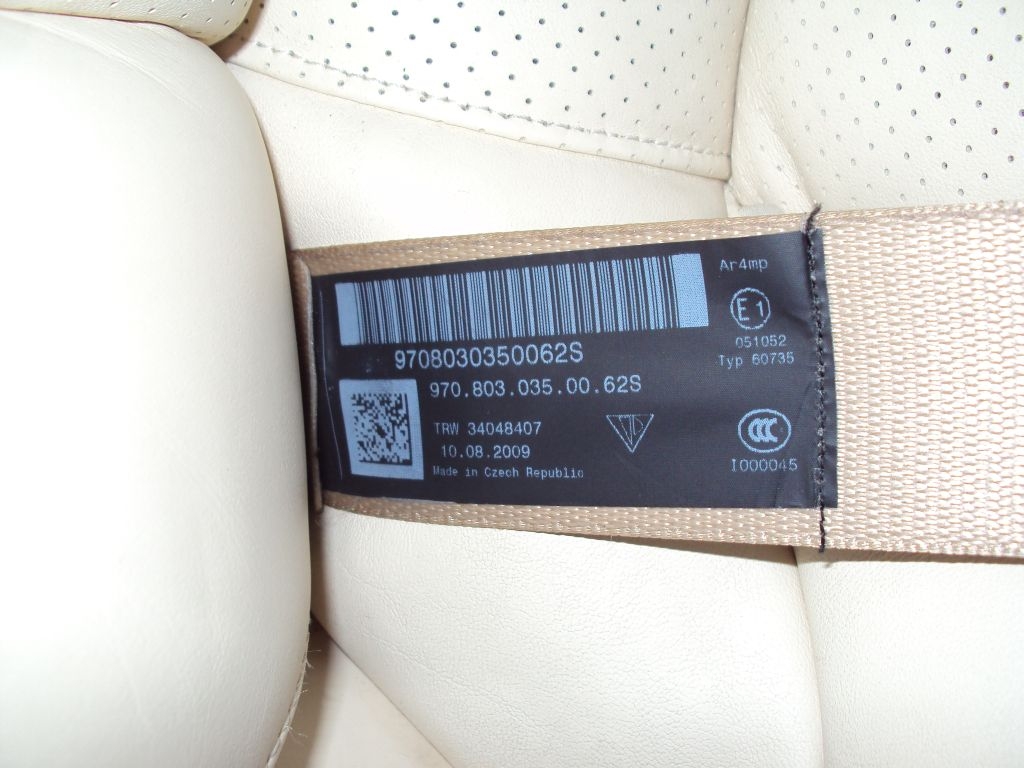 Ar4mp
E1
051052
Typ 60735
9708030350062S
970.803.035.00.62S
TRW 34048407
10.08.2009
Made in Czech Republic
CCC
I000045